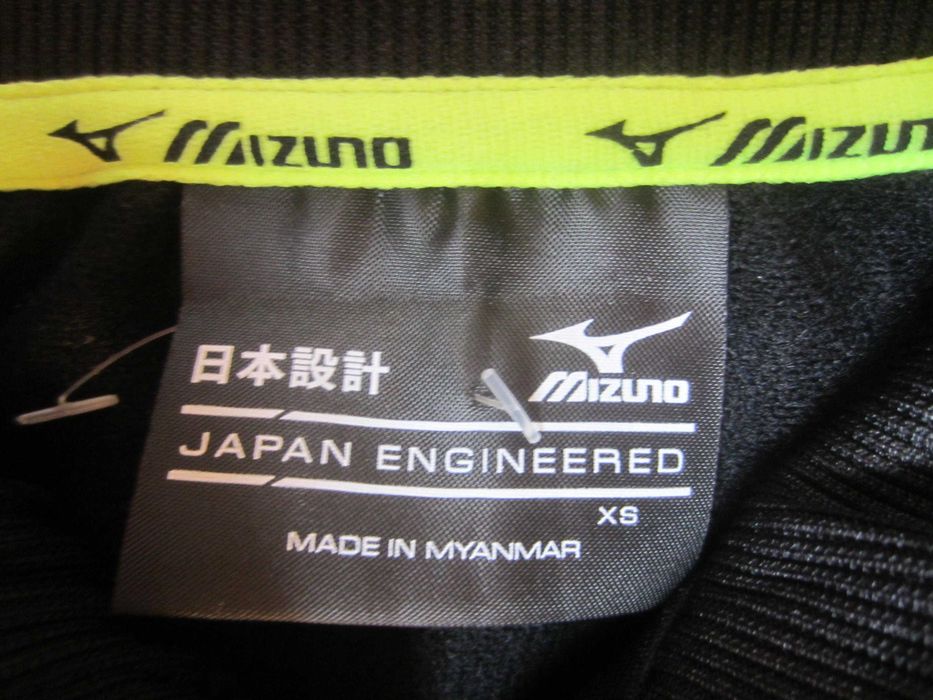 MIZUNO MIZUNO
日本設計 MIZUNO
JAPAN ENGINEERED
XS
MADE IN MYANMAR